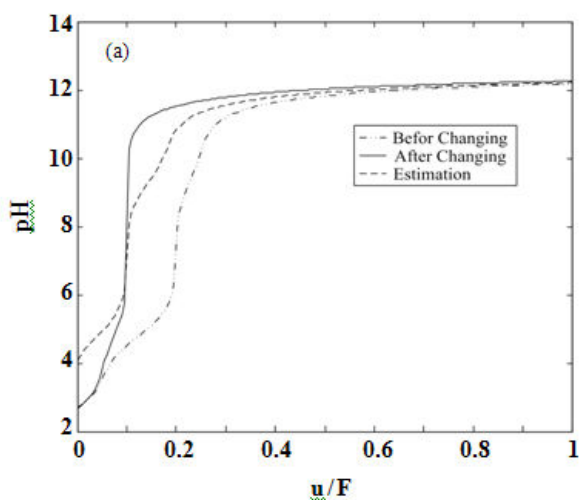 14
(a)
12
Befor Changing
After Changing
Estimation
10
pH
8
6
4
2
0 0.2 0.4 0.6 0.8 1
u/F